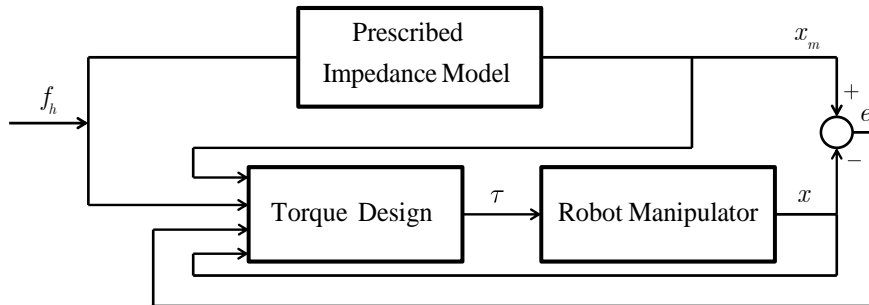 Prescribed
Impedance Model
x_m
f_h
+
e
−
Torque Design
τ
Robot Manipulator
x